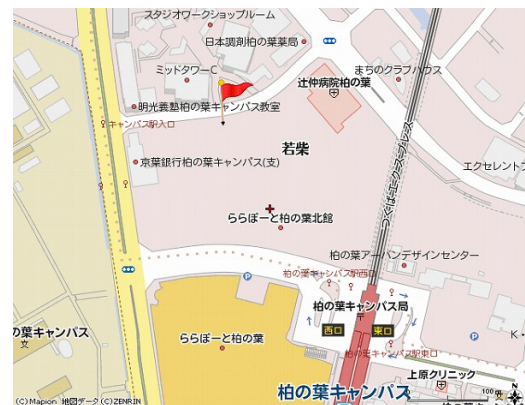 スタジオワークショップルーム
日本調剤柏の葉薬局
ミッドタワーC
まちのクラブハウス
辻仲病院柏の葉
明光義塾柏の葉キャンパス教室
キャンパス駅入口
若柴
京葉銀行柏の葉キャンパス(支)
エクセレント
つくばエクスプレス
ららぽーと柏の葉北館
柏の葉アーバンデザインセンター
柏の葉キャンパス駅西口
P
柏の葉キャンパス局
西口
東口
の葉キャンパス
文
ららぽーと柏の葉
柏の葉キャンパス駅東口
P
上原クリニック
柏の葉キャンパス
100m
N
(C)Mapion 地図データ(C)ZENRIN